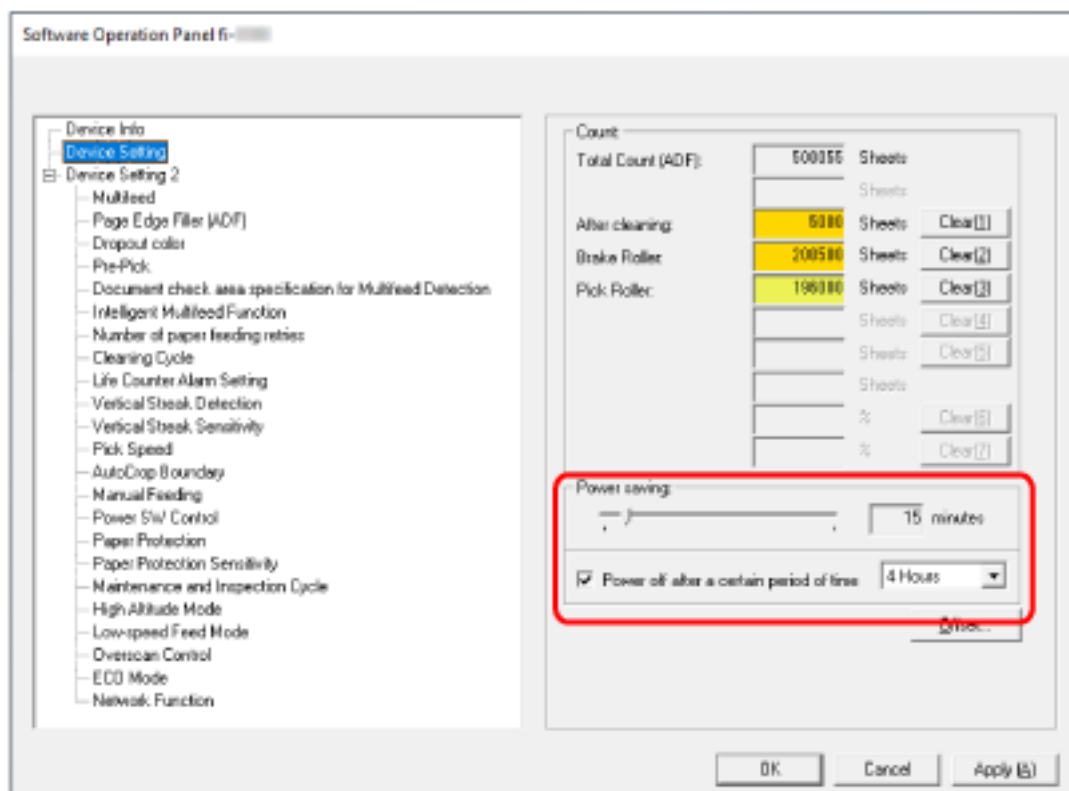 Software Operation Panel fi-
Device Info
Device Setting
Device Setting 2
Multifeed
Page Edge Filler (ADF)
Dropout color
Pre-Pick
Document check area specification for Multifeed Detection
Intelligent Multifeed Function
Number of paper feeding retries
Cleaning Cycle
Life Counter Alarm Setting
Vertical Streak Detection
Vertical Streak Sensitivity
Pick Speed
AutoCrop Boundary
Manual Feeding
Power SW Control
Paper Protection
Paper Protection Sensitivity
Maintenance and Inspection Cycle
High Altitude Mode
Low-speed Feed Mode
Overscan Control
ECO Mode
Network Function
Count
Total Count (ADF): 500055 Sheets
Sheets
After cleaning: 5000 Sheets Clear(1)
Brake Roller: 200500 Sheets Clear(2)
Pick Roller: 196000 Sheets Clear(3)
Sheets Clear(4)
Sheets Clear(5)
Sheets
% Clear(6)
% Clear(7)
Power saving:
15 minutes
Power off after a certain period of time 4 Hours
Offset...
OK Cancel Apply (A)